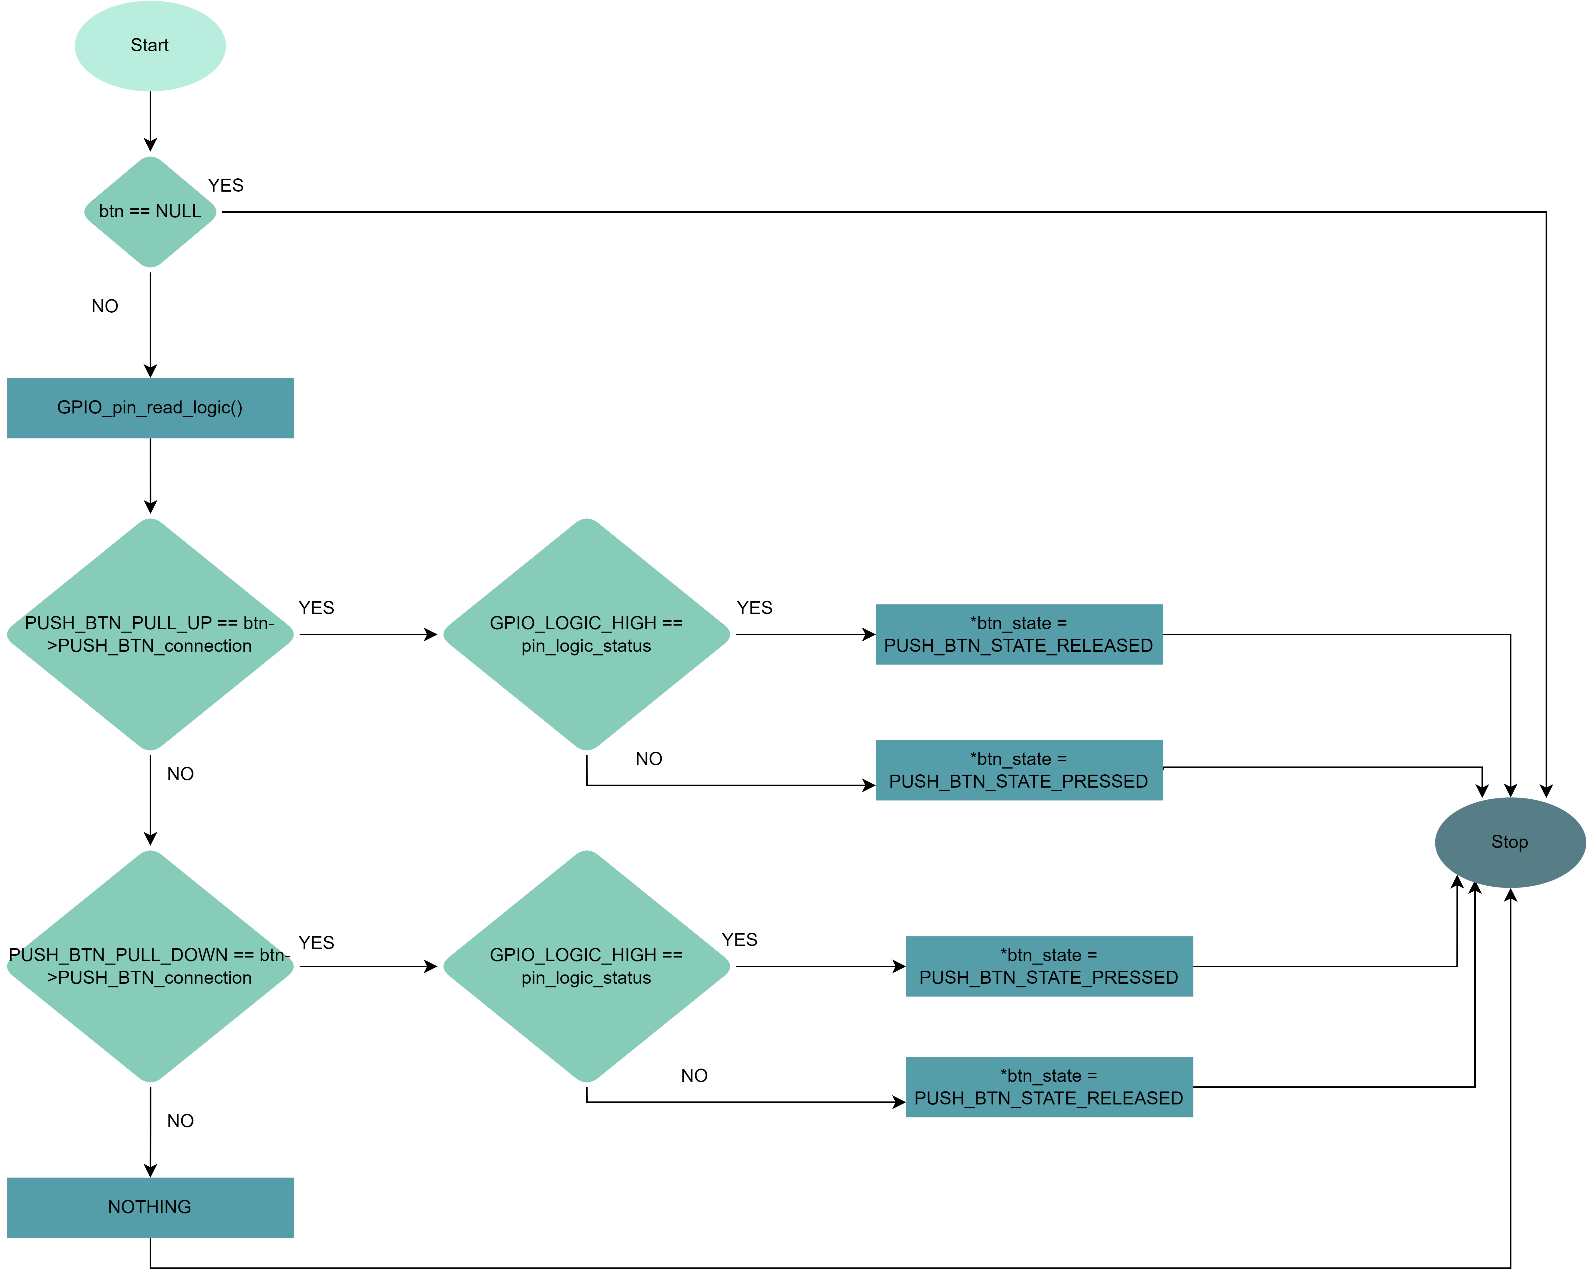 Start
YES
btn == NULL
NO
GPIO_pin_read_logic()
YES
PUSH_BTN_PULL_UP == btn-
>PUSH_BTN_connection
YES
GPIO_LOGIC_HIGH ==
pin_logic_status
*btn_state =
PUSH_BTN_STATE_RELEASED
NO
NO
*btn_state =
PUSH_BTN_STATE_PRESSED
Stop
YES
PUSH_BTN_PULL_DOWN == btn-
>PUSH_BTN_connection
YES
GPIO_LOGIC_HIGH ==
pin_logic_status
*btn_state =
PUSH_BTN_STATE_PRESSED
NO
*btn_state =
PUSH_BTN_STATE_RELEASED
NO
NOTHING